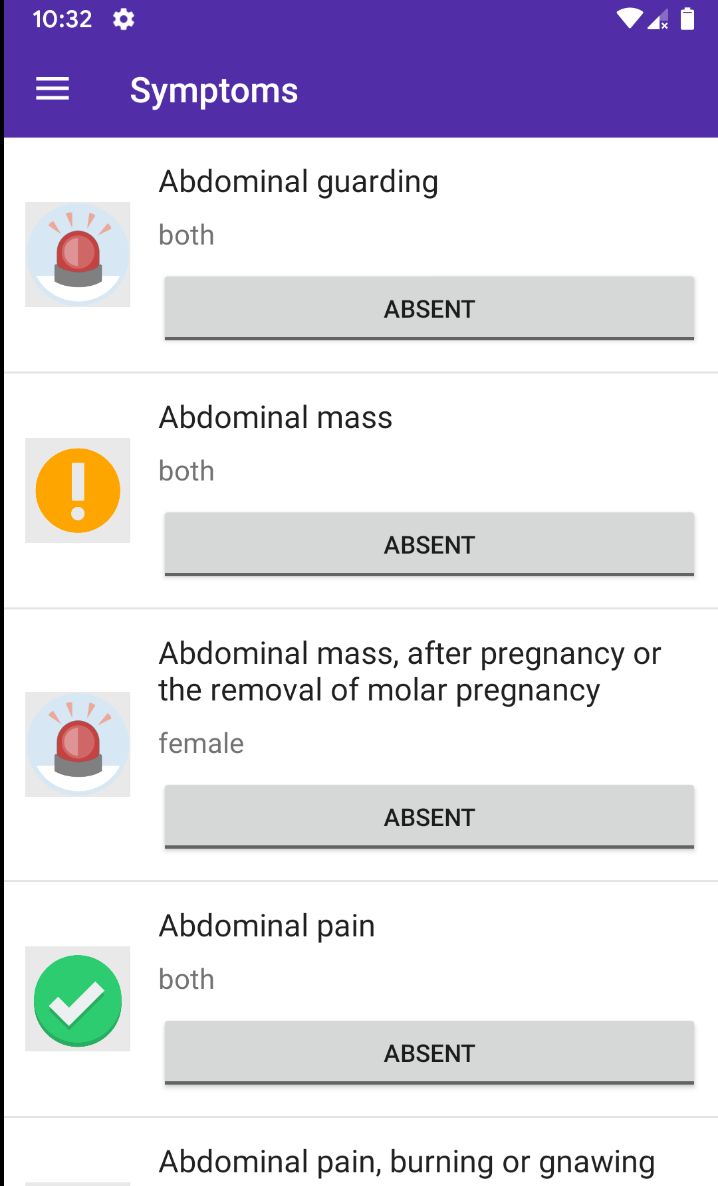 10:32
Symptoms
Abdominal guarding
both
ABSENT
Abdominal mass
both
ABSENT
Abdominal mass, after pregnancy or
the removal of molar pregnancy
female
ABSENT
Abdominal pain
both
ABSENT
Abdominal pain, burning or gnawing